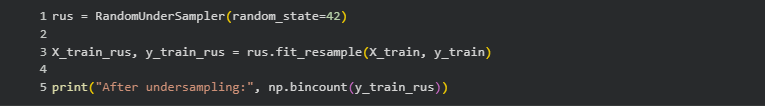 1 rus = RandomUnderSampler(random_state=42)
2
3 X_train_rus, y_train_rus = rus.fit_resample(X_train, y_train)
4
5 print("After undersampling:", np.bincount(y_train_rus))